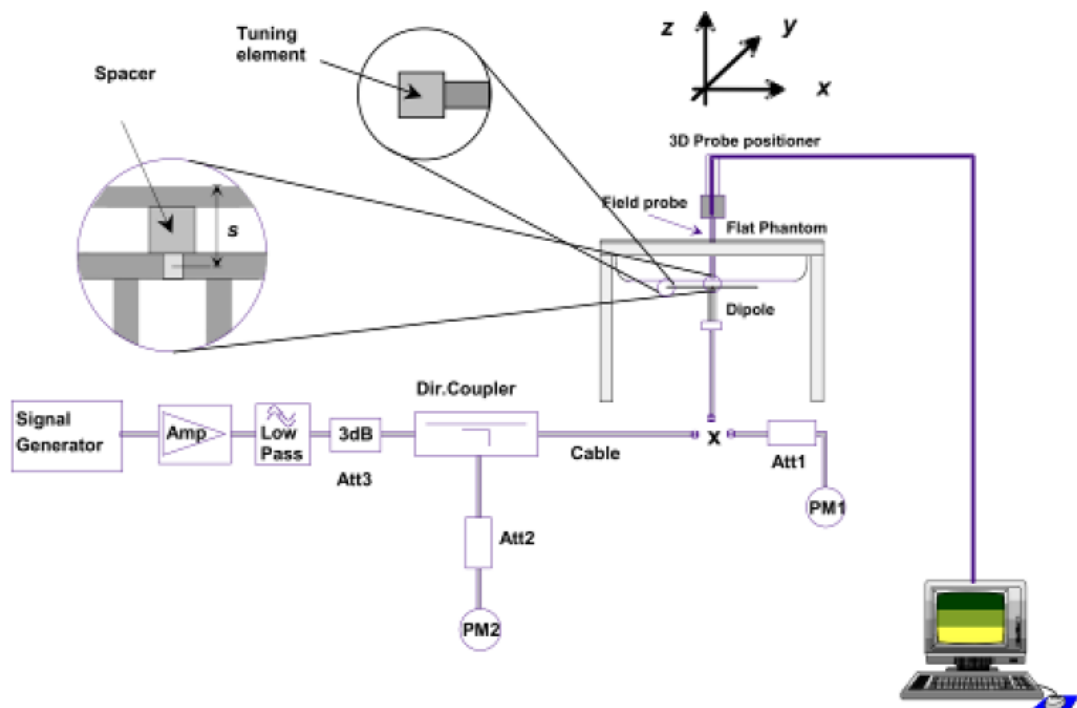 Tuning
element
Spacer
z
y
x
3D Probe positioner
Field probe
Flat Phantom
s
Dipole
Dir.Coupler
Signal
Generator
Amp
Low
Pass
3dB
Att3
Cable
X
Att1
PM1
Att2
PM2